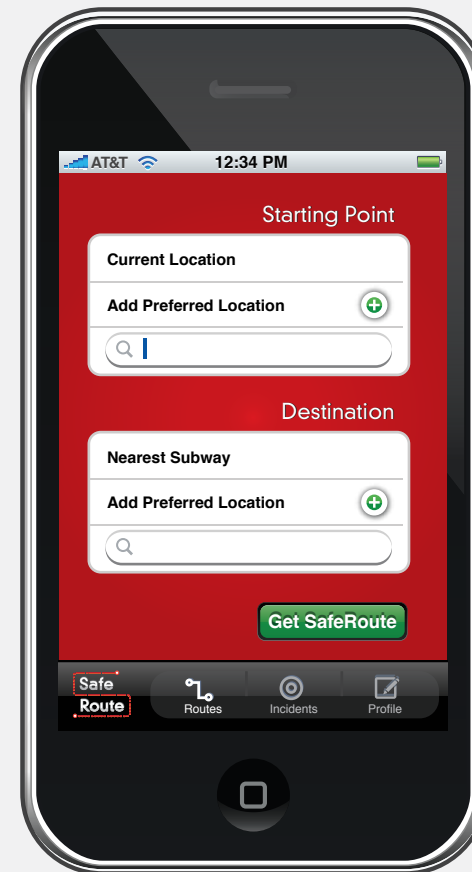 AT&T 12:34 PM
Starting Point
Current Location
Add Preferred Location
Destination
Nearest Subway
Add Preferred Location
Get SafeRoute
Safe
Route
Routes Incidents Profile